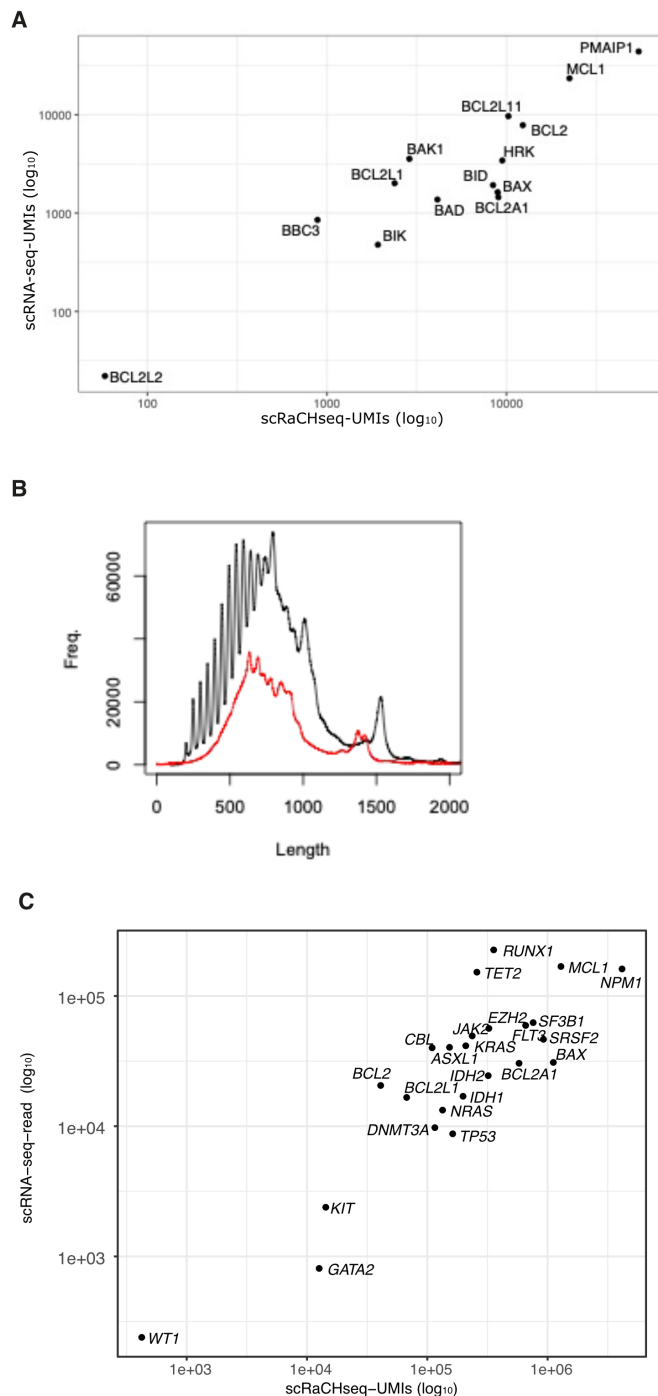 A
PMAIP1
MCL1
BCL2L11
BCL2
BAK1
HRK
BCL2L1
BID
BAX
BAD
BCL2A1
BBC3
BIK
BCL2L2
10000
1000
100
scRNA-seq-UMIs (log10)
100
1000
10000
scRaCHseq-UMIs (log10)
B
60000
20000
0
Freq.
0
500
1000
1500
2000
Length
C
RUNX1
TET2
MCL1
NPM1
EZH2
SF3B1
JAK2
FLT3
SRSF2
CBL
KRAS
ASXL1
BAX
BCL2
IDH2
BCL2A1
BCL2L1
IDH1
NRAS
DNMT3A
TP53
KIT
GATA2
WT1
1e+05
1e+04
1e+03
scRNA−seq−read (log10)
1e+03
1e+04
1e+05
1e+06
scRaCHseq−UMIs (log10)